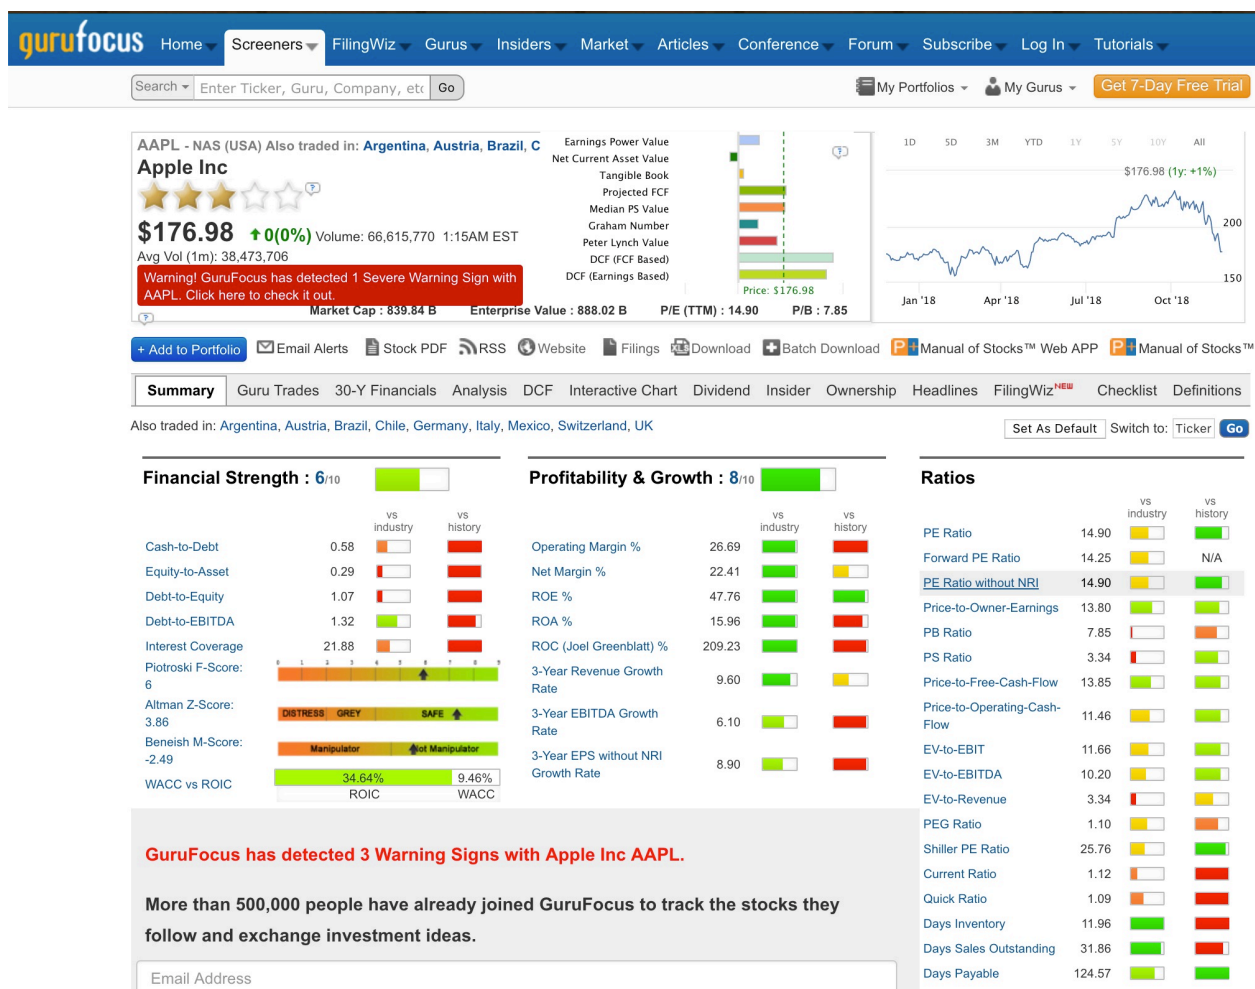 gurufocus Home Screeners FilingWiz Gurus Insiders Market Articles Conference Forum Subscribe Log In Tutorials
Search Enter Ticker, Guru, Company, etc Go My Portfolios My Gurus Get 7-Day Free Trial
AAPL - NAS (USA) Also traded in: Argentina, Austria, Brazil, C
Apple Inc
$176.98 0(0%) Volume: 66,615,770 1:15AM EST
Avg Vol (1m): 38,473,706
Warning! GuruFocus has detected 1 Severe Warning Sign with
AAPL. Click here to check it out.
Earnings Power Value
Net Current Asset Value
Tangible Book
Projected FCF
Median PS Value
Graham Number
Peter Lynch Value
DCF (FCF Based)
DCF (Earnings Based)
Price: $176.98
Market Cap : 839.84 B Enterprise Value : 888.02 B P/E (TTM) : 14.90 P/B : 7.85
1D 5D 3M YTD 1Y 5Y 10Y All
$176.98 (1y: +1%)
200
150
Jan '18 Apr '18 Jul '18 Oct '18
+ Add to Portfolio Email Alerts Stock PDF RSS Website Filings Download Batch Download Manual of Stocks™ Web APP Manual of Stocks™
Summary Guru Trades 30-Y Financials Analysis DCF Interactive Chart Dividend Insider Ownership Headlines FilingWiz NEW Checklist Definitions
Also traded in: Argentina, Austria, Brazil, Chile, Germany, Italy, Mexico, Switzerland, UK
Set As Default Switch to: Ticker Go
Financial Strength : 6/10
vs industry vs history
Cash-to-Debt 0.58
Equity-to-Asset 0.29
Debt-to-Equity 1.07
Debt-to-EBITDA 1.32
Interest Coverage 21.88
Piotroski F-Score: 0 1 2 3 4 5 6 7 8 9
6
Altman Z-Score: DISTRESS GREY SAFE
3.86
Beneish M-Score: Manipulator Not Manipulator
-2.49
WACC vs ROIC 34.64% 9.46%
ROIC WACC
Profitability & Growth : 8/10
vs industry vs history
Operating Margin % 26.69
Net Margin % 22.41
ROE % 47.76
ROA % 15.96
ROC (Joel Greenblatt) % 209.23
3-Year Revenue Growth
Rate 9.60
3-Year EBITDA Growth
Rate 6.10
3-Year EPS without NRI
Growth Rate 8.90
Ratios
vs industry vs history
PE Ratio 14.90
Forward PE Ratio 14.25 N/A
PE Ratio without NRI 14.90
Price-to-Owner-Earnings 13.80
PB Ratio 7.85
PS Ratio 3.34
Price-to-Free-Cash-Flow 13.85
Price-to-Operating-Cash-
Flow 11.46
EV-to-EBIT 11.66
EV-to-EBITDA 10.20
EV-to-Revenue 3.34
PEG Ratio 1.10
Shiller PE Ratio 25.76
Current Ratio 1.12
Quick Ratio 1.09
Days Inventory 11.96
Days Sales Outstanding 31.86
Days Payable 124.57
GuruFocus has detected 3 Warning Signs with Apple Inc AAPL.
More than 500,000 people have already joined GuruFocus to track the stocks they
follow and exchange investment ideas.
Email Address